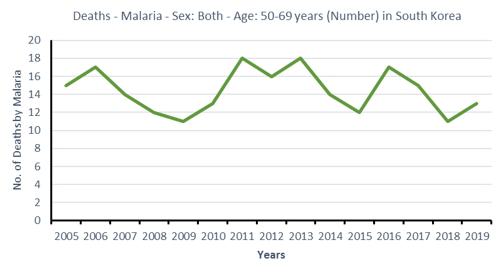 Deaths - Malaria - Sex: Both - Age: 50-69 years (Number) in South Korea
No. of Deaths by Malaria
20
18
16
14
12
10
8
6
4
2
0
2005 2006 2007 2008 2009 2010 2011 2012 2013 2014 2015 2016 2017 2018 2019
Years